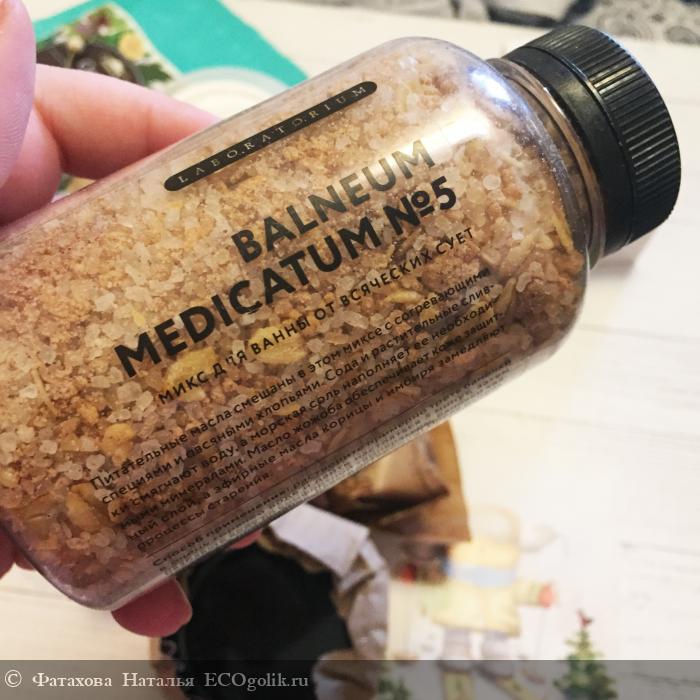 LABORATORIUM
BALNEUM
MEDICATUM №5
МИКС ДЛЯ ВАННЫ ОТ ВСЯЧЕСКИХ СУЕТ
Питательные масла смешаны в этом миксе с согревающими
специями и овсяными хлопьями. Сода и растительные слив-
ки смягчают воду, а морская соль наполняет ее необходи-
мыми минералами. Масло жожоба обеспечивает коже защит-
ный слой, а эфирные масла корицы и имбиря замедляют
процессы старения.
Способ применения:
© Фатахова Наталья ECOgolik.ru